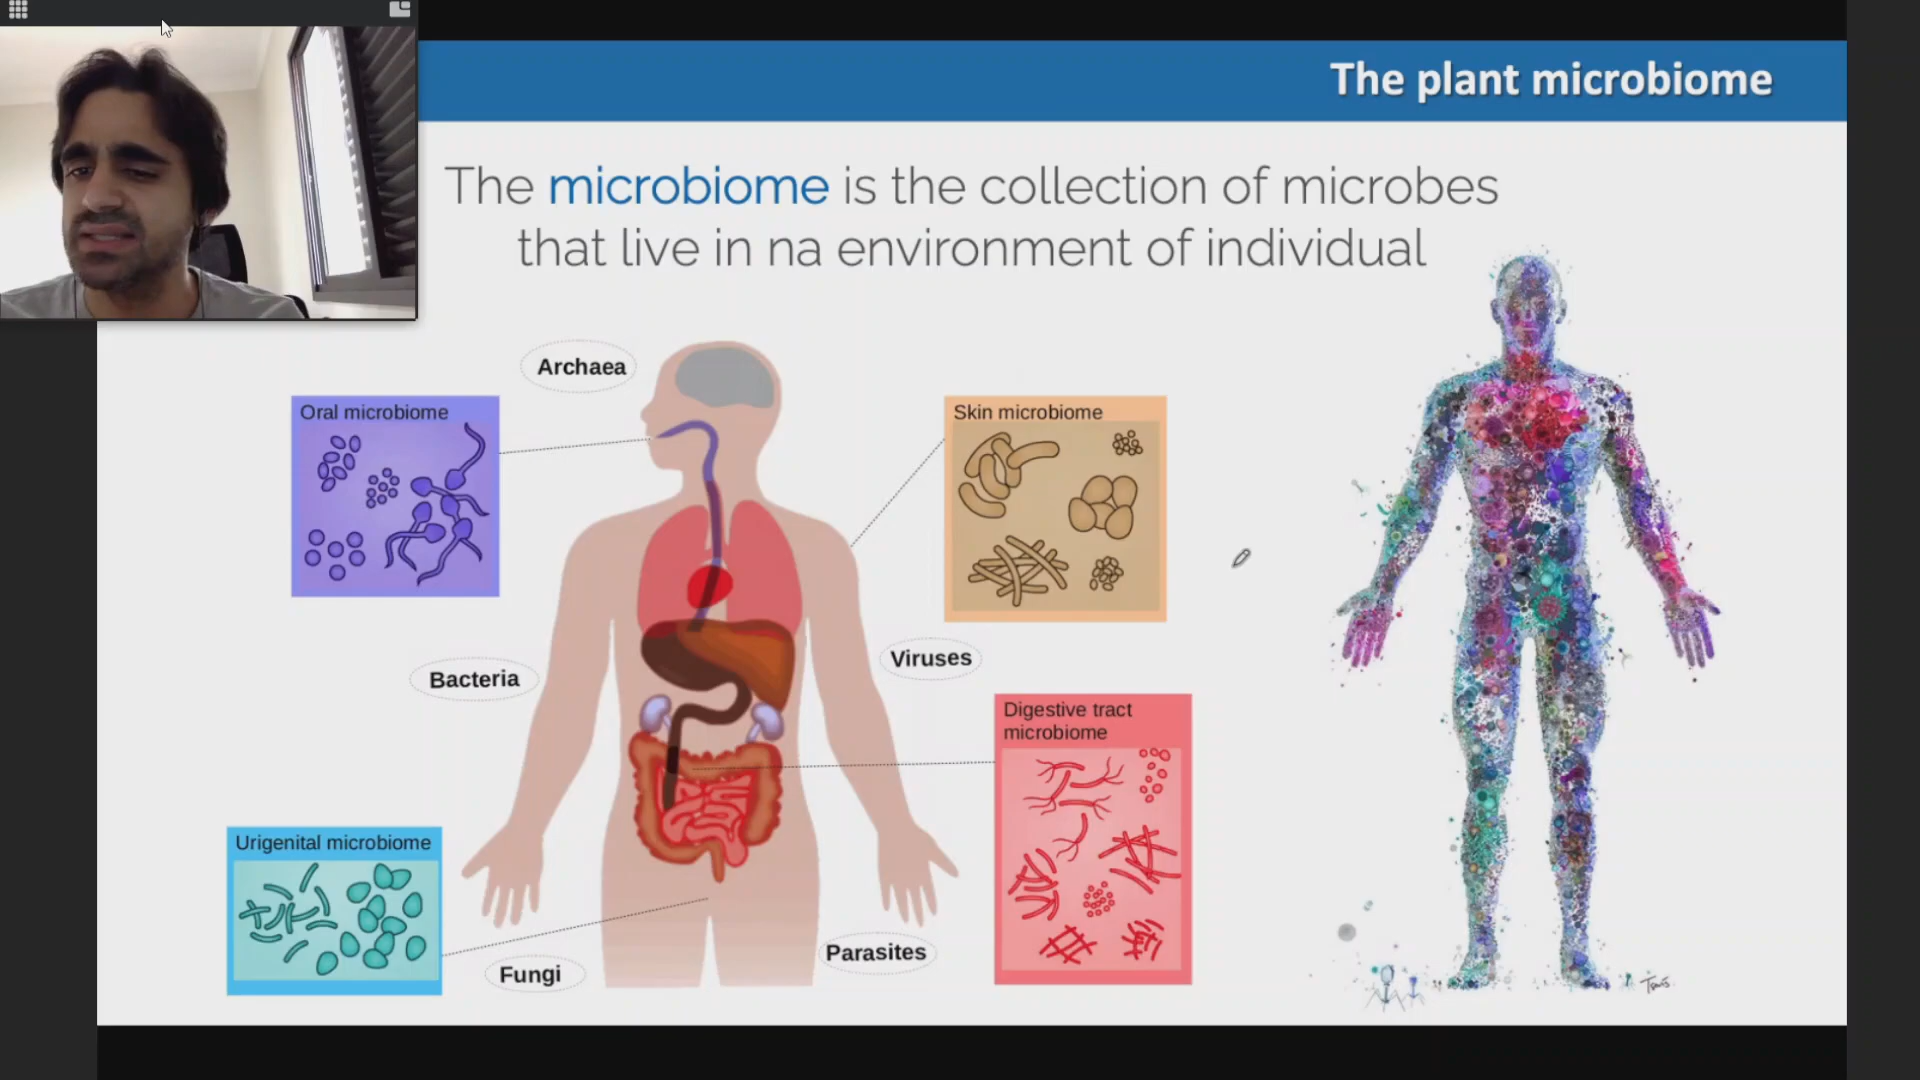 The plant microbiome
The microbiome is the collection of microbes
that live in na environment of individual
Archaea
Oral microbiome
Skin microbiome
Bacteria
Viruses
Digestive tract
microbiome
Urigenital microbiome
Fungi
Parasites